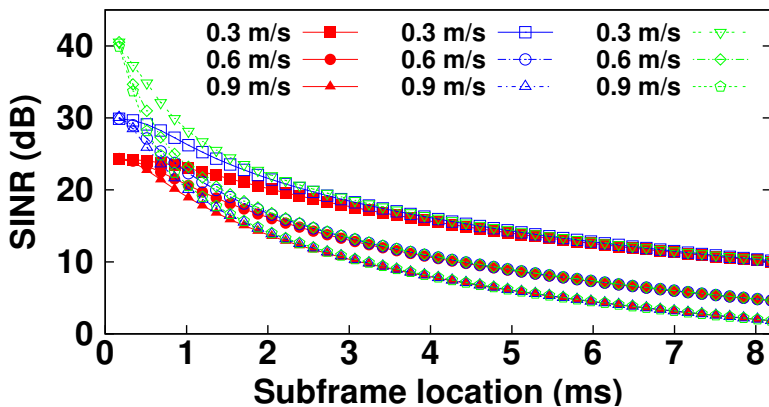 SINR (dB)
40
30
20
10
0
0.3 m/s 0.3 m/s 0.3 m/s
0.6 m/s 0.6 m/s 0.6 m/s
0.9 m/s 0.9 m/s 0.9 m/s
0 1 2 3 4 5 6 7 8
Subframe location (ms)